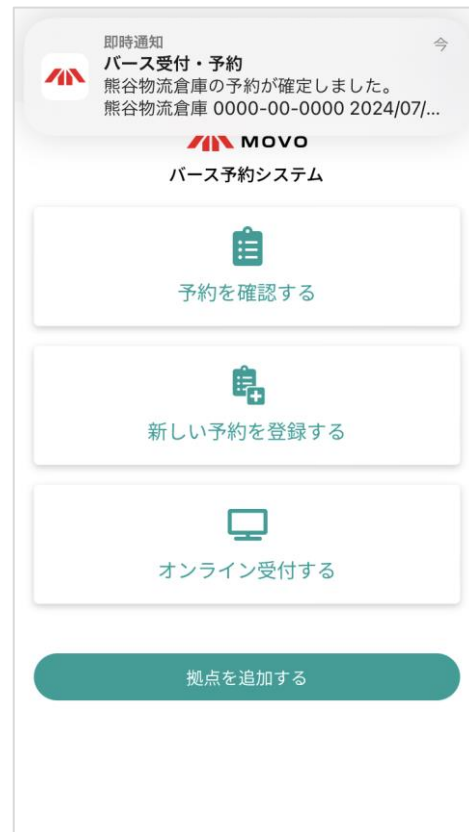 即時通知
今
バース受付・予約
熊谷物流倉庫の予約が確定しました。
熊谷物流倉庫 0000-00-0000 2024/07/...
MOVO
バース予約システム
予約を確認する
新しい予約を登録する
オンライン受付する
拠点を追加する